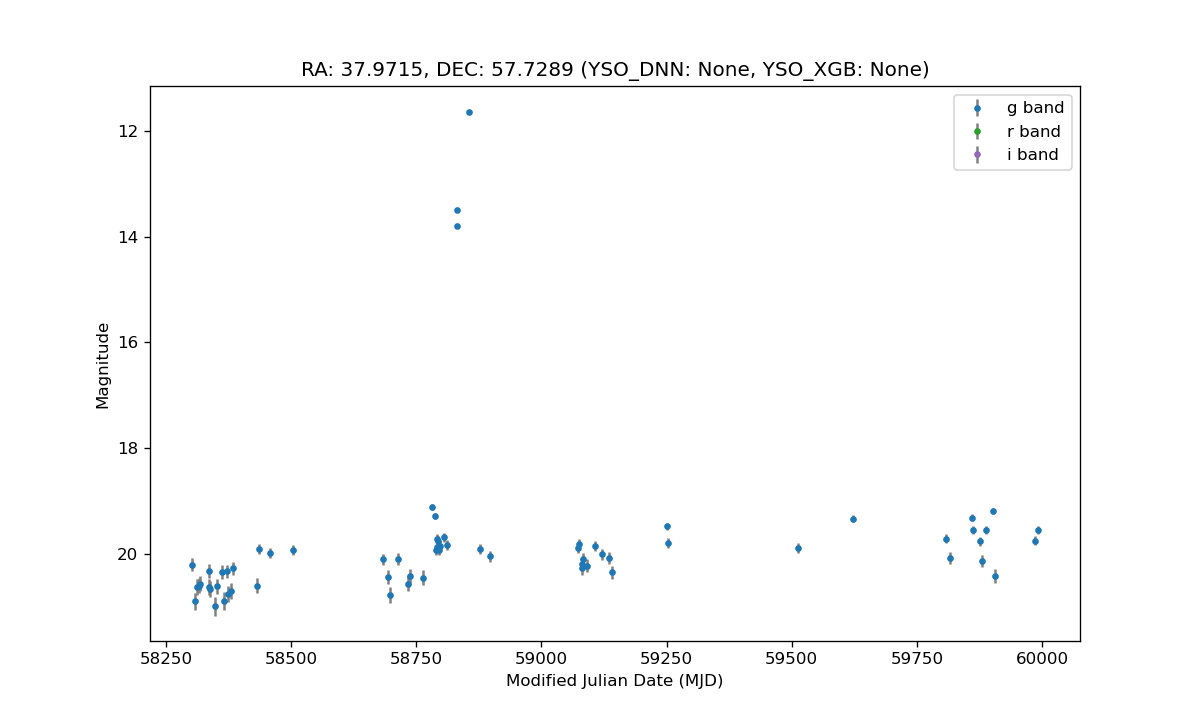 RA: 37.9715, DEC: 57.7289 (YSO_DNN: None, YSO_XGB: None)
g band
r band
i band
12
14
16
18
20
Magnitude
58250 58500 58750 59000 59250 59500 59750 60000
Modified Julian Date (MJD)